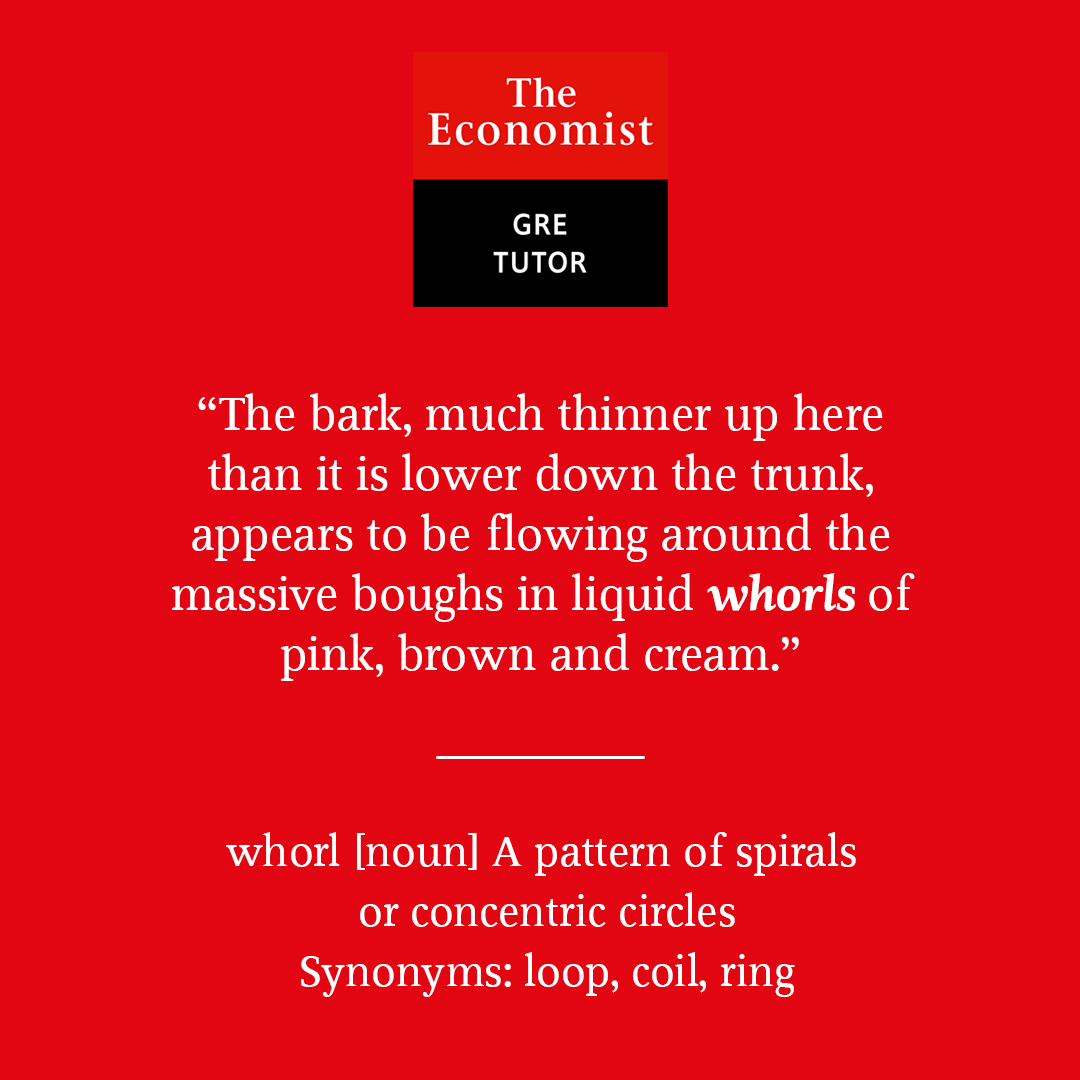 The
Economist
GRE
TUTOR
“The bark, much thinner up here
than it is lower down the trunk,
appears to be flowing around the
massive boughs in liquid whorls of
pink, brown and cream.”
whorl [noun] A pattern of spirals
or concentric circles
Synonyms: loop, coil, ring